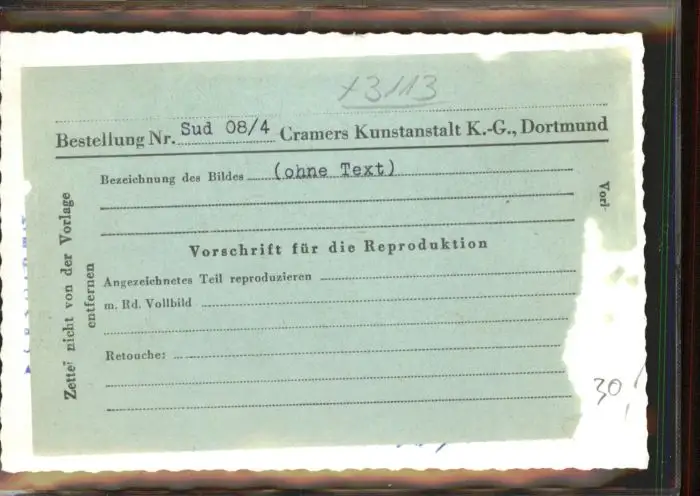 +3113
Bestellung Nr. Sud 08/4 Cramers Kunstanstalt K.-G., Dortmund
Bezeichnung des Bildes (ohne Text)
Vorschrift für die Reproduktion
Angezeichnetes Teil reproduzieren
m. Rd. Vollbild
Retouche:
Zettel nicht von der Vorlage
entfernen
Vorl-
30